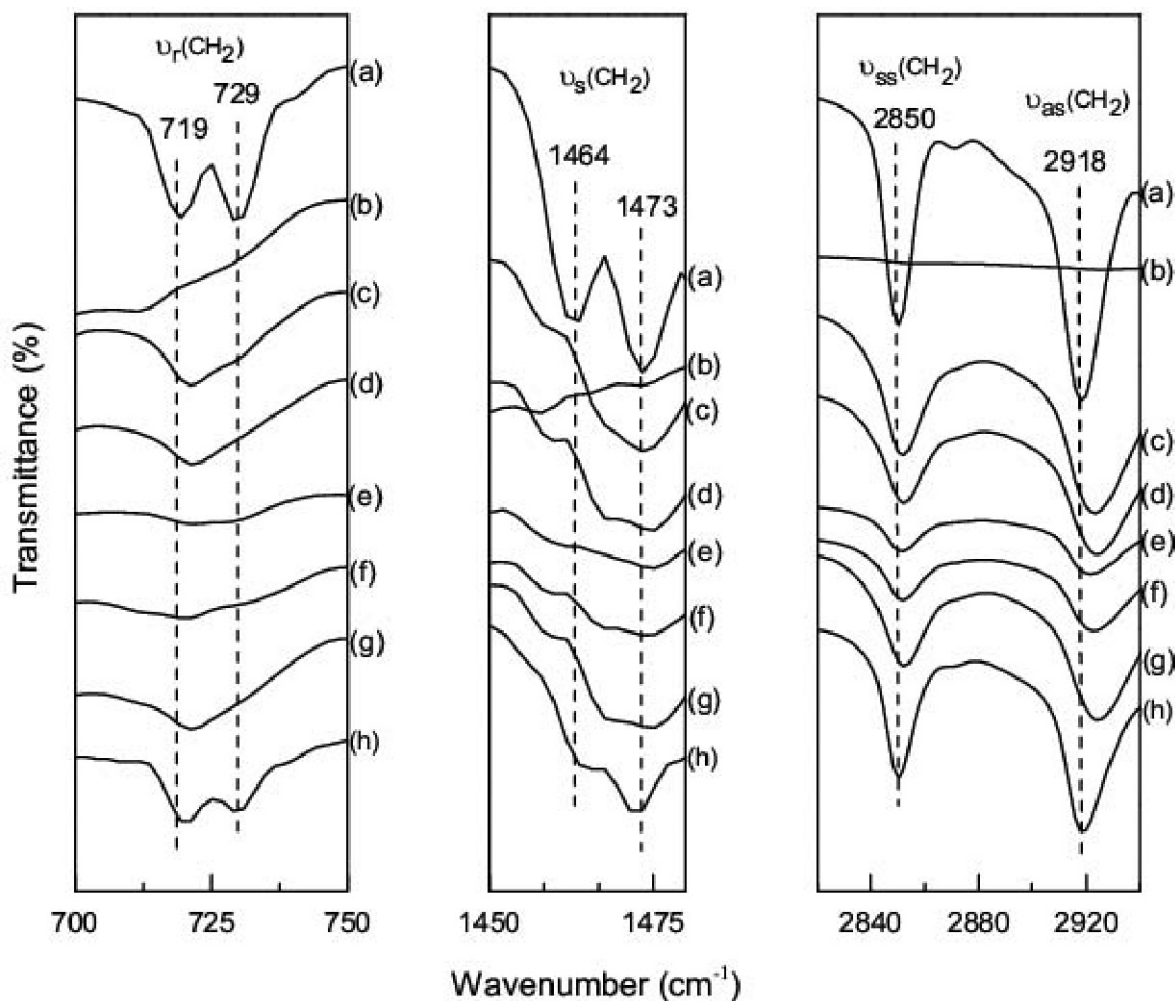 Transmittance (%)
υr(CH2)
719
729
(a)
(b)
(c)
(d)
(e)
(f)
(g)
(h)
700
725
750
υs(CH2)
1464
1473
(a)
(b)
(c)
(d)
(e)
(f)
(g)
(h)
1450
1475
υss(CH2)
2850
υas(CH2)
2918
(a)
(b)
(c)
(d)
(e)
(f)
(g)
(h)
2840
2880
2920
Wavenumber (cm-1)